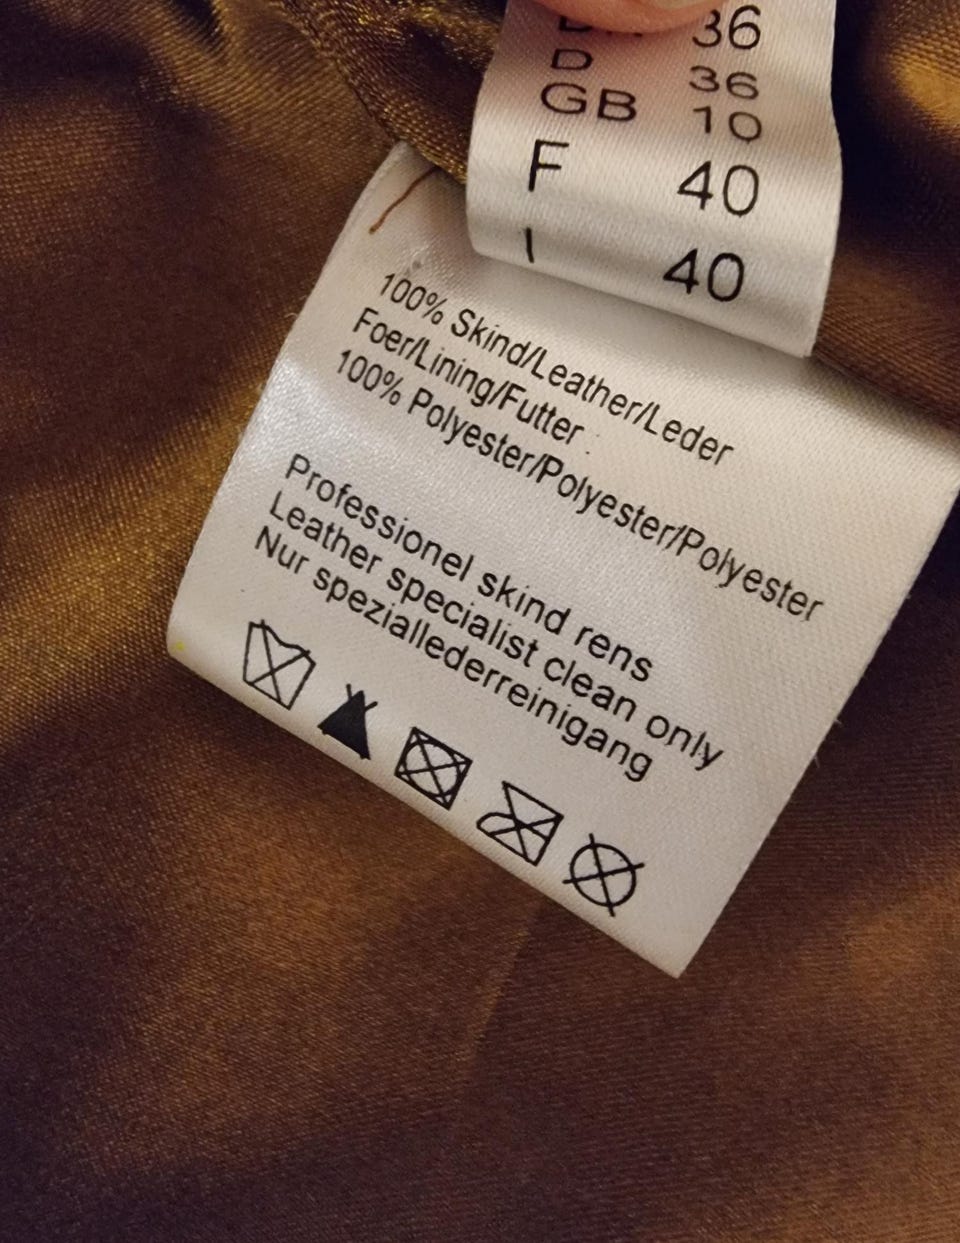 36
D 36
GB 10
F 40
I 40
100% Skind/Leather/Leder
Foer/Lining/Futter
100% Polyester/Polyester/Polyester
Professionel skind rens
Leather specialist clean only
Nur speziallederreinigang